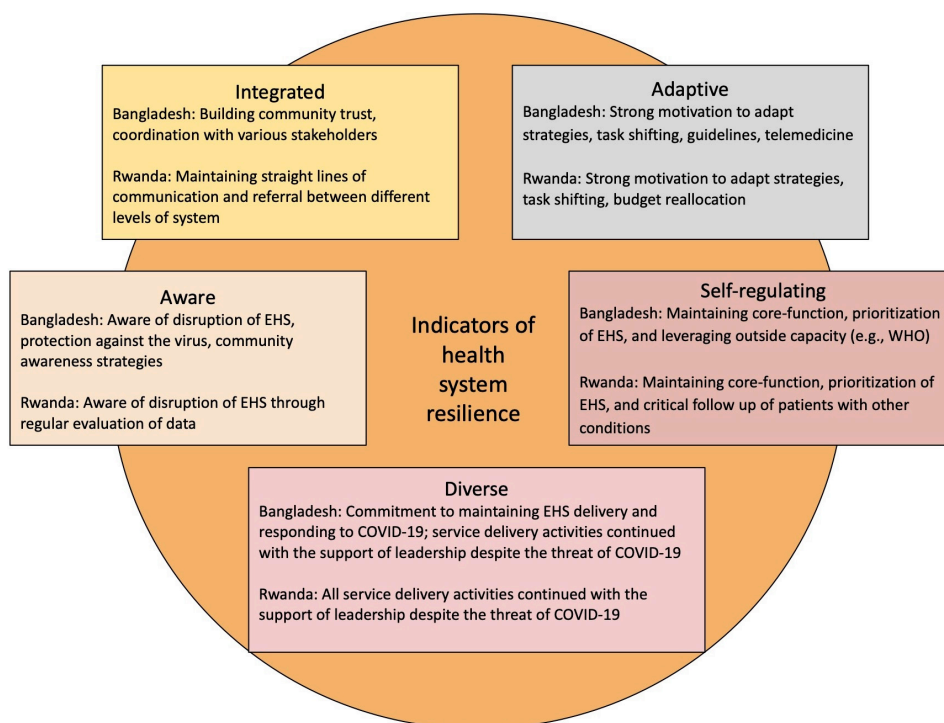 Integrated
Bangladesh: Building community trust,
coordination with various stakeholders
Rwanda: Maintaining straight lines of
communication and referral between different
levels of system
Adaptive
Bangladesh: Strong motivation to adapt
strategies, task shifting, guidelines, telemedicine
Rwanda: Strong motivation to adapt strategies,
task shifting, budget reallocation
Aware
Bangladesh: Aware of disruption of EHS,
protection against the virus, community
awareness strategies
Rwanda: Aware of disruption of EHS through
regular evaluation of data
Indicators of
health
system
resilience
Self-regulating
Bangladesh: Maintaining core-function, prioritization
of EHS, and leveraging outside capacity (e.g., WHO)
Rwanda: Maintaining core-function, prioritization of
EHS, and critical follow up of patients with other
conditions
Diverse
Bangladesh: Commitment to maintaining EHS delivery and
responding to COVID-19; service delivery activities continued
with the support of leadership despite the threat of COVID-19
Rwanda: All service delivery activities continued with the
support of leadership despite the threat of COVID-19